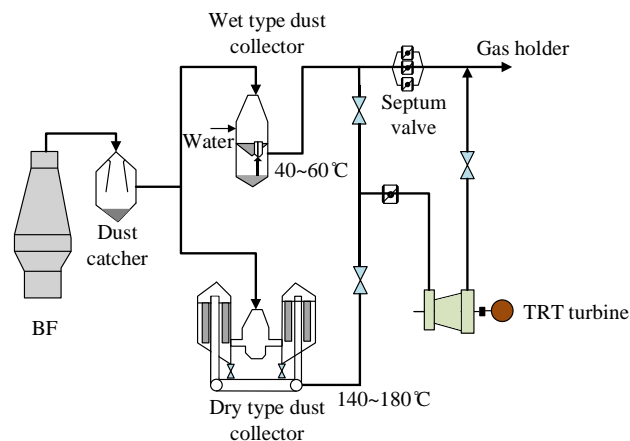 Wet type dust
collector
Gas holder
Septum
valve
Water
40~60℃
Dust
catcher
BF
TRT turbine
140~180℃
Dry type dust
collector